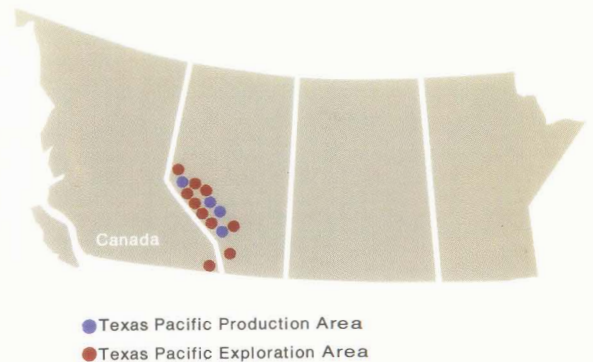 Canada
Texas Pacific Production Area
Texas Pacific Exploration Area